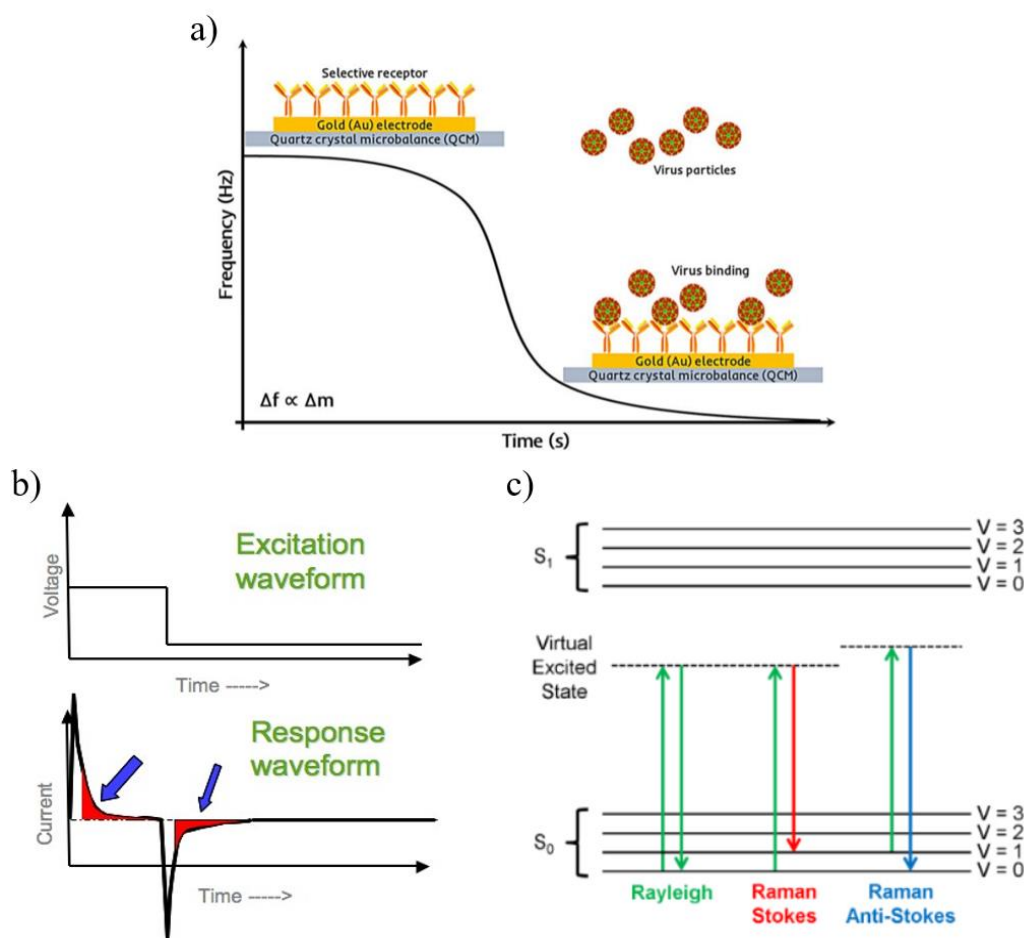 a)
Selective receptor
Gold (Au) electrode
Quartz crystal microbalance (QCM)
Virus particles
Virus binding
Gold (Au) electrode
Quartz crystal microbalance (QCM)
Frequency (Hz)
Δf ∝ Δm
Time (s)
b)
Excitation
waveform
Voltage
Time ----->
Response
waveform
Current
Time ----->
c)
S1
V = 3
V = 2
V = 1
V = 0
Virtual
Excited
State
S0
V = 3
V = 2
V = 1
V = 0
Rayleigh
Raman
Stokes
Raman
Anti-Stokes